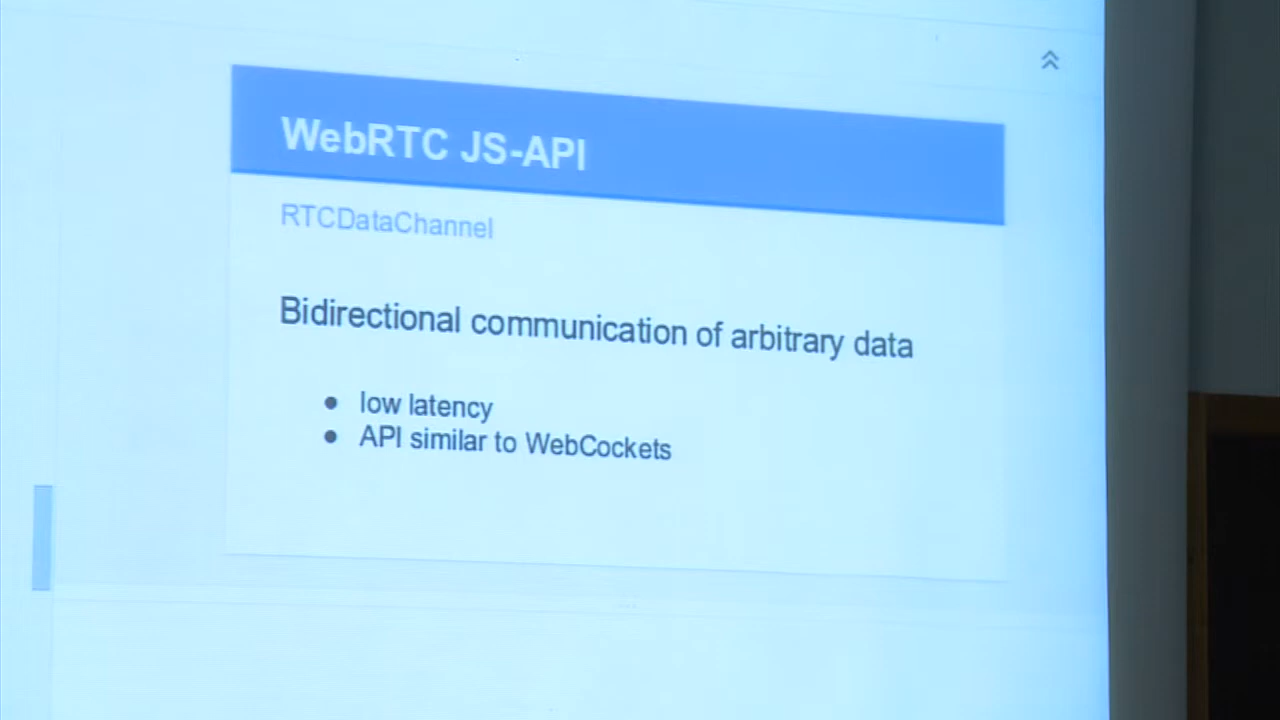 WebRTC JS-API
RTCDataChannel
Bidirectional communication of arbitrary data
● low latency
● API similar to WebCockets